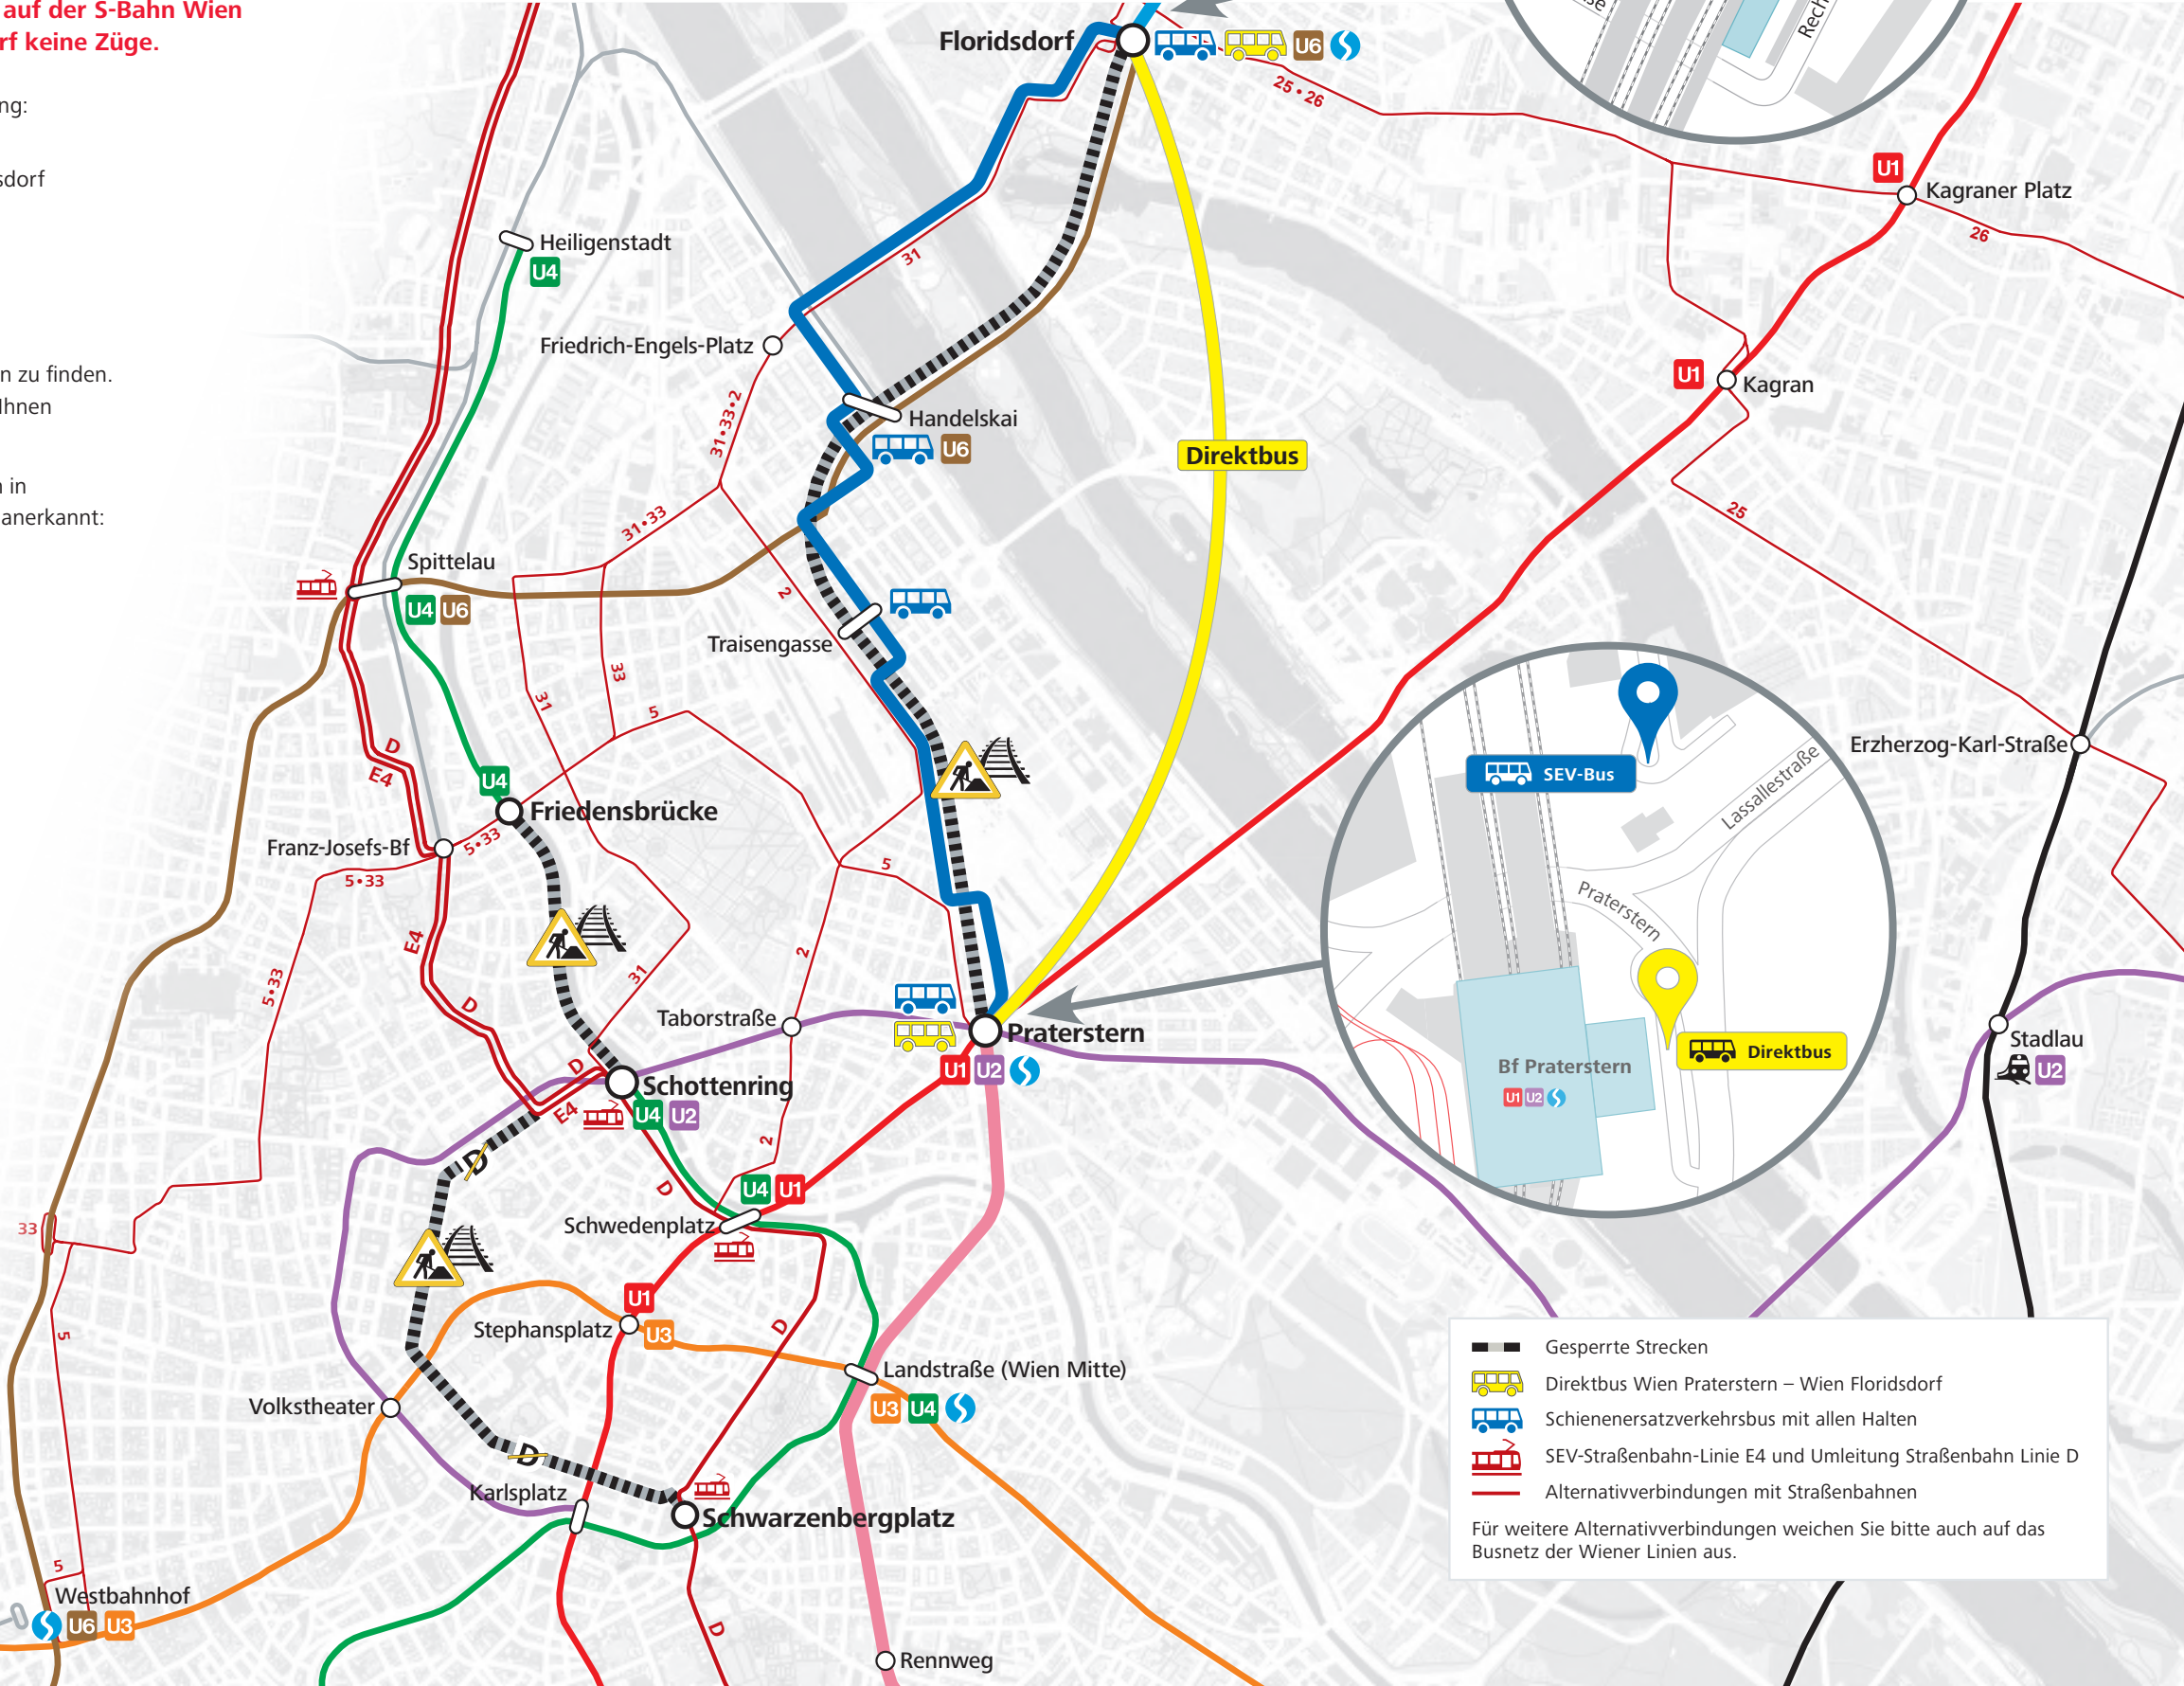 auf der S-Bahn Wien
rf keine Züge.
ng:
sdorf
n zu finden.
Ihnen
n in
anerkannt:
Floridsdorf
U6
25 • 26
Rech
U1
Kagraner Platz
26
Heiligenstadt
U4
31
Friedrich-Engels-Platz
31•33•2
Handelskai
U6
Direktbus
U1
Kagran
25
31•33
Spittelau
U4 U6
2
Traisengasse
33
31
5
D
E4
U4
Friedensbrücke
Franz-Josefs-Bf
5•33
5•33
5
E4
5•33
D
31
2
Taborstraße
Praterstern
U1 U2
SEV-Bus
Lassallestraße
Praterstern
Direktbus
Bf Praterstern
U1 U2
Erzherzog-Karl-Straße
Stadlau
U2
D
Schottenring
E4
U4 U2
D
2
D
U4 U1
Schwedenplatz
33
U1
Stephansplatz
U3
D
5
Landstraße (Wien Mitte)
U3 U4
Volkstheater
D
Karlsplatz
Schwarzenbergplatz
5
Westbahnhof
U6 U3
D
Rennweg
Gesperrte Strecken
Direktbus Wien Praterstern – Wien Floridsdorf
Schienenersatzverkehrsbus mit allen Halten
SEV-Straßenbahn-Linie E4 und Umleitung Straßenbahn Linie D
Alternativverbindungen mit Straßenbahnen
Für weitere Alternativverbindungen weichen Sie bitte auch auf das
Busnetz der Wiener Linien aus.